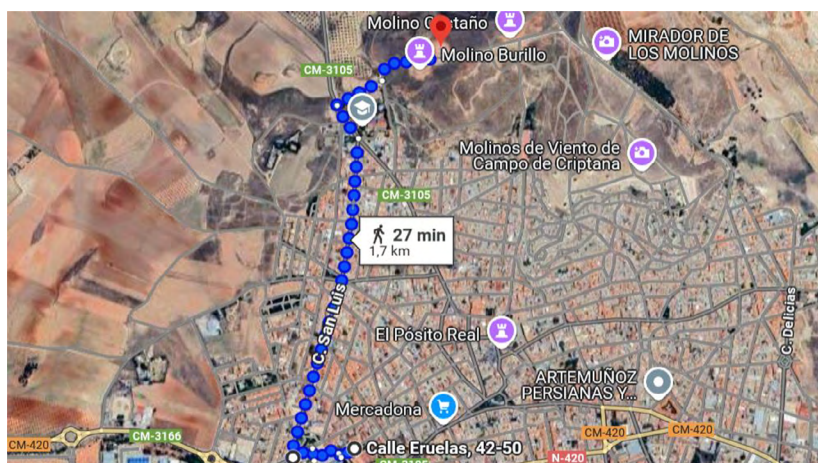 Molino Castaño
MIRADOR DE
LOS MOLINOS
Molino Burillo
CM-3105
Molinos de Viento de
Campo de Criptana
CM-3105
27 min
1,7 km
C. San Luis
C. Delicias
El Pósito Real
ARTEMUÑOZ
PERSIANAS Y...
Mercadona
CM-420
CM-3166
Calle Eruelas, 42-50
CM-420
CM-420
N-420